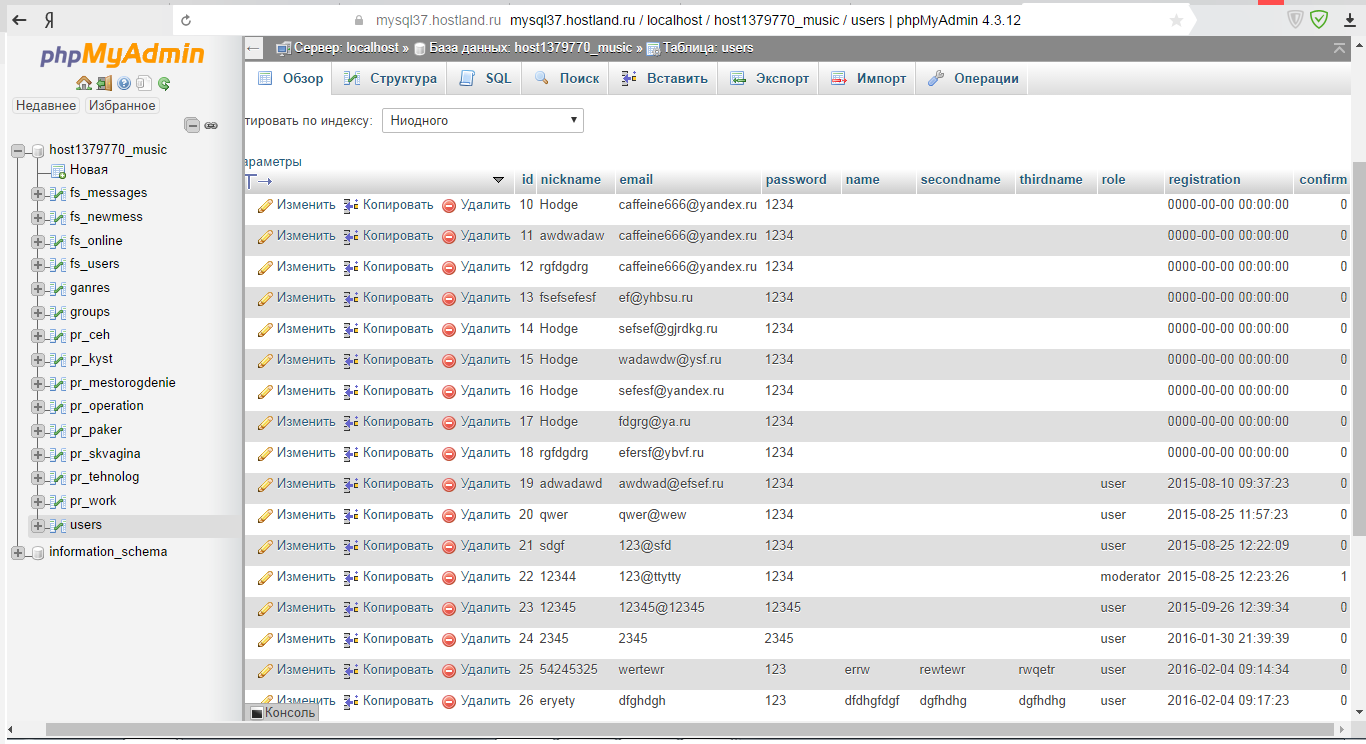 Я mysql37.hostland.ru mysql37.hostland.ru / localhost / host1379770_music / users | phpMyAdmin 4.3.12
phpMyAdmin
Недавнее Избранное
host1379770_music
Новая
fs_messages
fs_newmess
fs_online
fs_users
ganres
groups
pr_ceh
pr_kyst
pr_mestorogdenie
pr_operation
pr_paker
pr_skvagina
pr_tehnolog
pr_work
users
information_schema
Сервер: localhost » База данных: host1379770_music » Таблица: users
Обзор Структура SQL Поиск Вставить Экспорт Импорт Операции
тировать по индексу: Ниодного
араметры
id nickname email password name secondname thirdname role registration confirm
Изменить Копировать Удалить 10 Hodge caffeine666@yandex.ru 1234 0000-00-00 00:00:00 0
Изменить Копировать Удалить 11 awdwadaw caffeine666@yandex.ru 1234 0000-00-00 00:00:00 0
Изменить Копировать Удалить 12 rgfdgdrg caffeine666@yandex.ru 1234 0000-00-00 00:00:00 0
Изменить Копировать Удалить 13 fsefsefesf ef@yhbsu.ru 1234 0000-00-00 00:00:00 0
Изменить Копировать Удалить 14 Hodge sefsef@gjrdkg.ru 1234 0000-00-00 00:00:00 0
Изменить Копировать Удалить 15 Hodge wadawdw@ysf.ru 1234 0000-00-00 00:00:00 0
Изменить Копировать Удалить 16 Hodge sefesf@yandex.ru 1234 0000-00-00 00:00:00 0
Изменить Копировать Удалить 17 Hodge fdgrg@ya.ru 1234 0000-00-00 00:00:00 0
Изменить Копировать Удалить 18 rgfdgdrg efersf@ybvf.ru 1234 0000-00-00 00:00:00 0
Изменить Копировать Удалить 19 adwadawd awdwad@efsef.ru 1234 user 2015-08-10 09:37:23 0
Изменить Копировать Удалить 20 qwer qwer@wew 1234 user 2015-08-25 11:57:23 0
Изменить Копировать Удалить 21 sdgf 123@sfd 1234 user 2015-08-25 12:22:09 0
Изменить Копировать Удалить 22 12344 123@ttytty 1234 moderator 2015-08-25 12:23:26 1
Изменить Копировать Удалить 23 12345 12345@12345 12345 user 2015-09-26 12:39:34 0
Изменить Копировать Удалить 24 2345 2345 2345 user 2016-01-30 21:39:39 0
Изменить Копировать Удалить 25 54245325 wertewr 123 errw rewtewr rwqetr user 2016-02-04 09:14:34 0
Изменить Копировать Удалить 26 eryety dfghdgh 123 dfdhgfdgf dgfhdhg dgfhdhg user 2016-02-04 09:17:23 0
Консоль